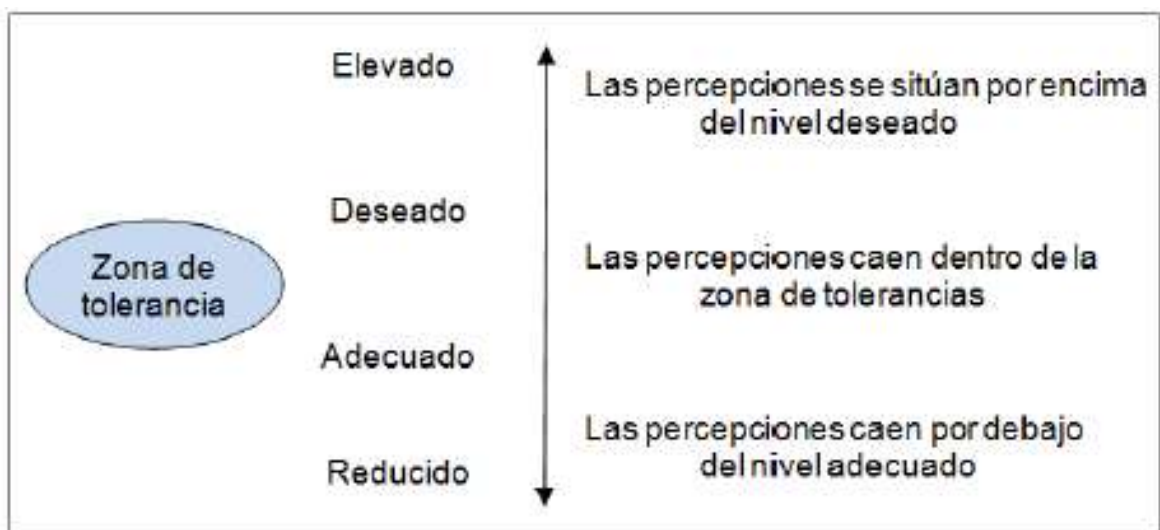 Elevado
Las percepciones se sitúan por encima
del nivel deseado
Deseado
Zona de
tolerancia
Las percepciones caen dentro de la
zona de tolerancias
Adecuado
Las percepciones caen por debajo
del nivel adecuado
Reducido